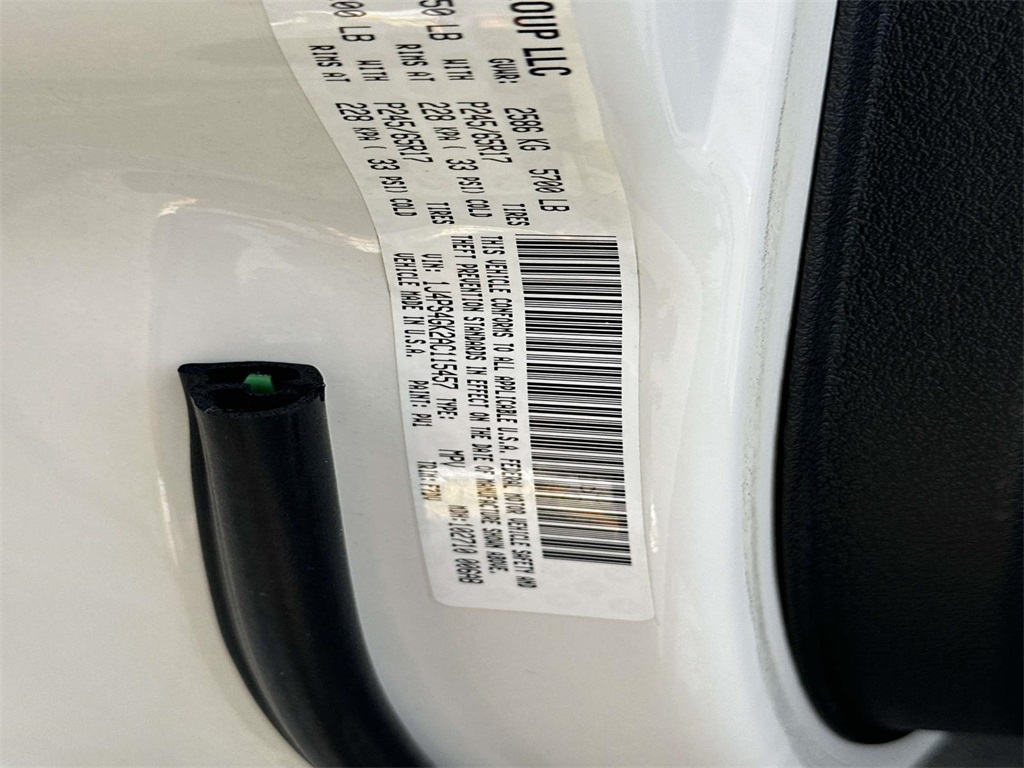 OUP LLC
GVWR: 2586 KG 5700 LB
50 LB WITH P245/65R17 TIRES
RIMS AT 228 KPA( 33 PSI) COLD
00 LB WITH P245/65R17 TIRES
RIMS AT 228 KPA( 33 PSI) COLD
THIS VEHICLE CONFORMS TO ALL APPLICABLE U.S.A. FEDERAL MOTOR VEHICLE SAFETY AND
THEFT PREVENTION STANDARDS IN EFFECT ON THE DATE OF MANUFACTURE SHOWN ABOVE.
VIN: 1J4PS4GK2AC115457 TYPE: MPV MDH:102710
VEHICLE MADE IN U.S.A. PAINT: PW1 TRIM: